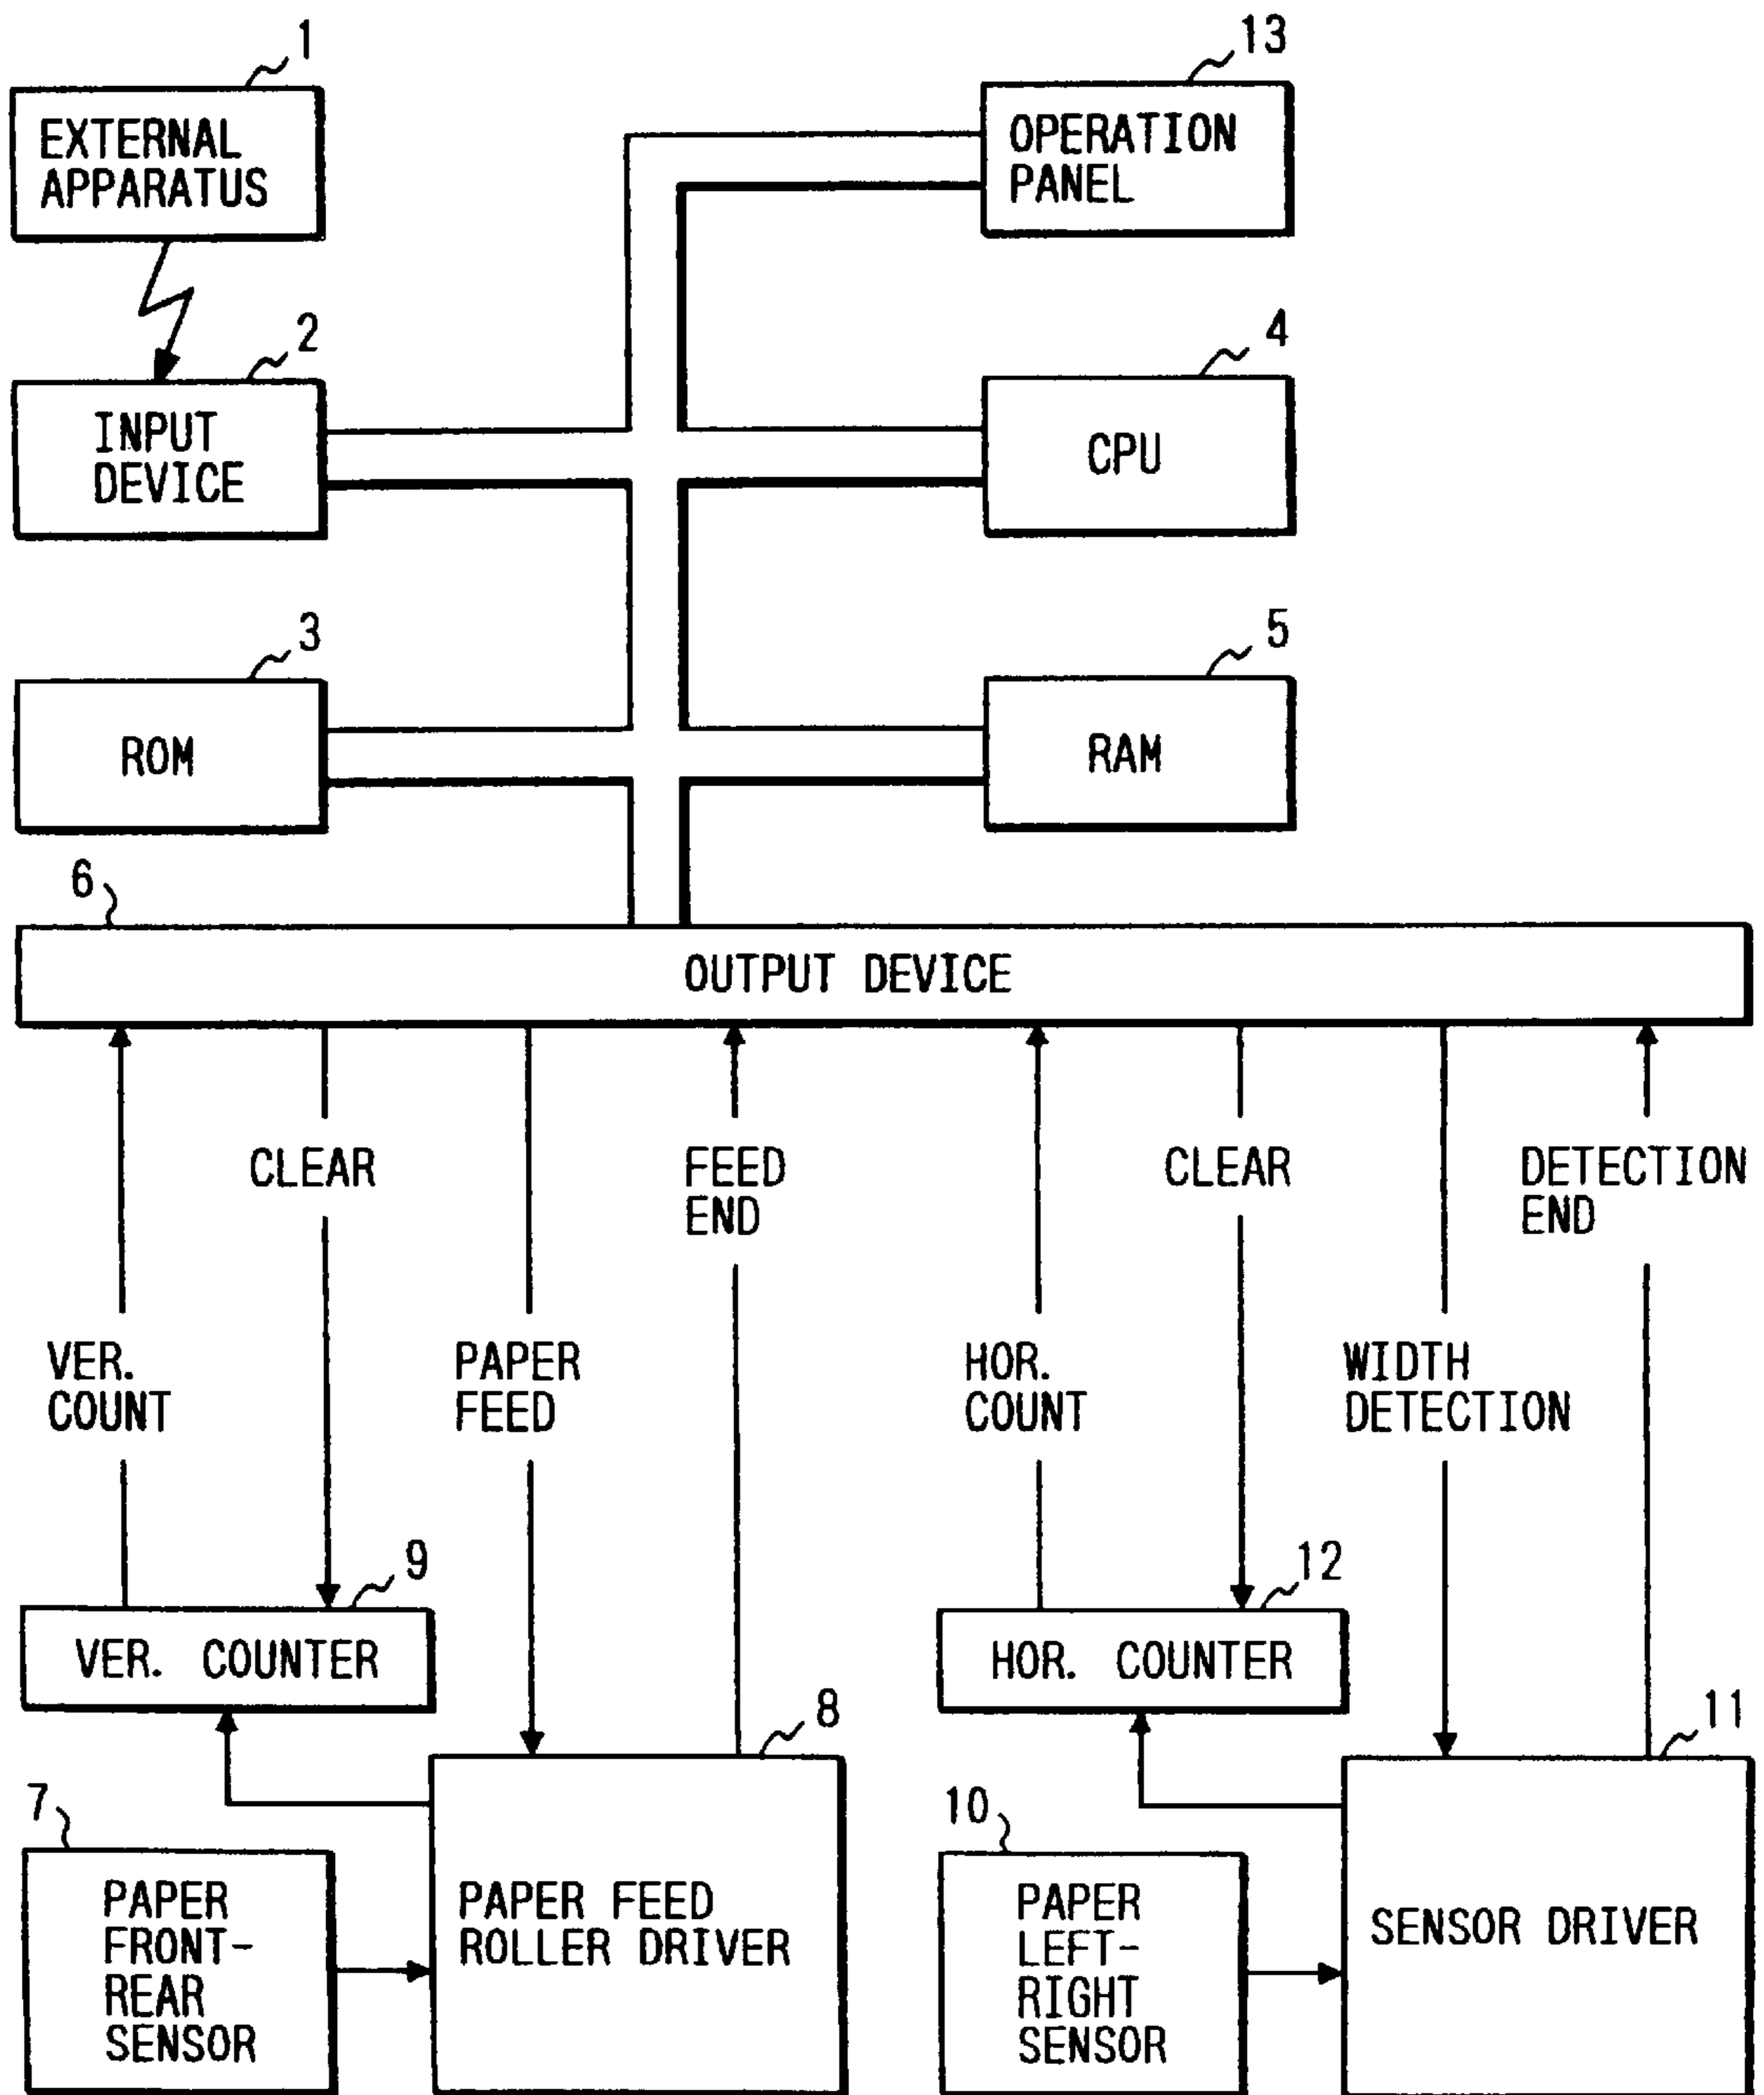 1
EXTERNAL
APPARATUS
13
OPERATION
PANEL
2
INPUT
DEVICE
4
CPU
3
ROM
5
RAM
6
OUTPUT DEVICE
VER.
COUNT
CLEAR
PAPER
FEED
FEED
END
HOR.
COUNT
CLEAR
WIDTH
DETECTION
DETECTION
END
9
VER. COUNTER
12
HOR. COUNTER
7
PAPER
FRONT-
REAR
SENSOR
8
PAPER FEED
ROLLER DRIVER
10
PAPER
LEFT-
RIGHT
SENSOR
11
SENSOR DRIVER